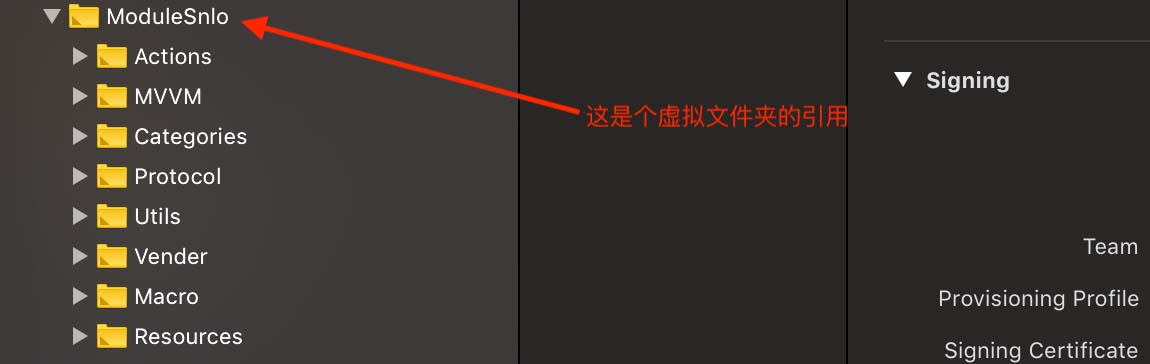 ModuleSnlo
Actions
MVVM
Categories
Protocol
Utils
Vender
Macro
Resources
这是个虚拟文件夹的引用
Signing
Team
Provisioning Profile
Signing Certificate